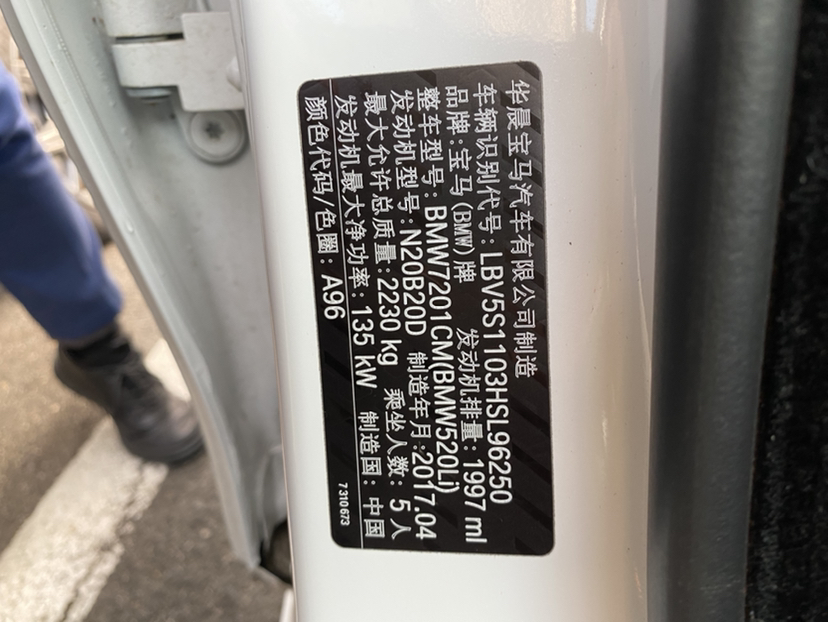 华晨宝马汽车有限公司制造
车辆识别代号: LBV5S1103HSL96250
品牌:宝马(BMW)牌 发动机排量: 1997 ml
整车型号: BMW7201CM(BMW520Li)
发动机型号: N20B20D 制造年月:2017.04
最大允许总质量: 2230 kg 乘坐人数: 5 人
发动机最大净功率: 135 kW 制造国: 中国
颜色代码/色圈: A96
7 310 673